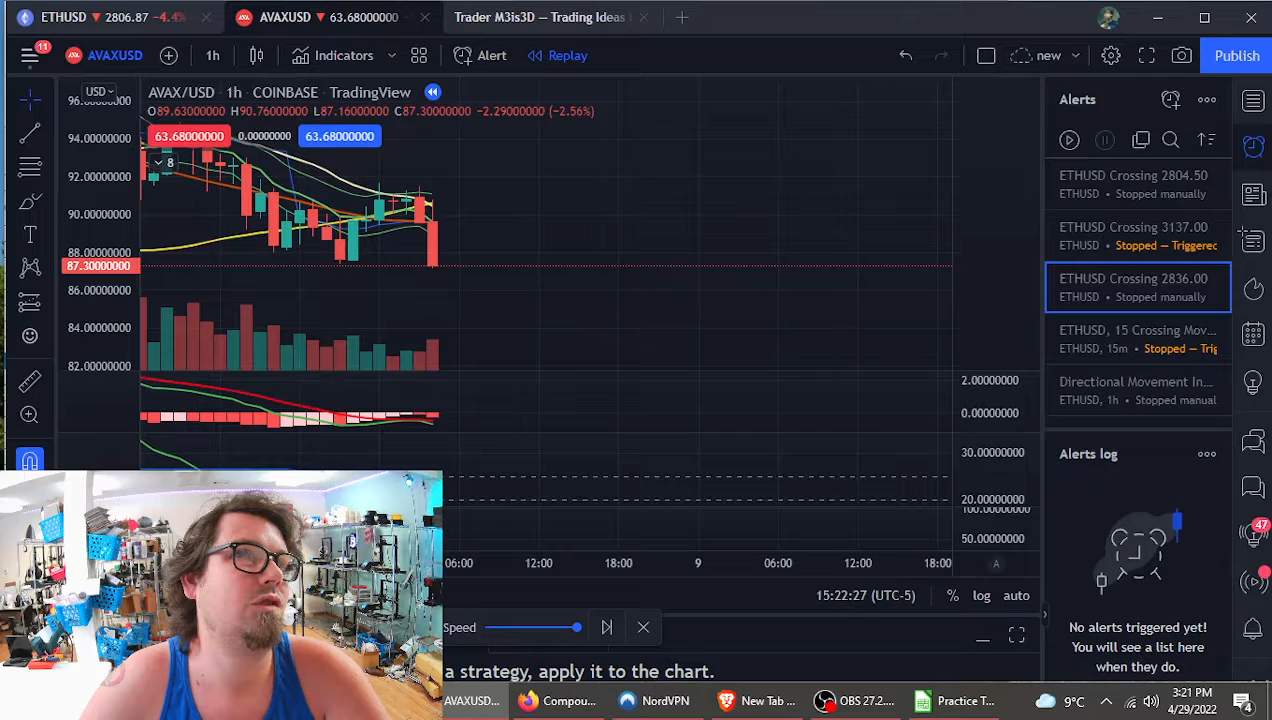 ETHUSD ▼ 2806.87 −4.4%
AVAXUSD ▼ 63.68000000
Trader M3is3D — Trading Ideas
11
AVAXUSD
1h
Indicators
Alert
Replay
new
Publish
USD
AVAX/USD · 1h · COINBASE · TradingView
O89.63000000 H90.76000000 L87.16000000 C87.30000000 −2.29000000 (−2.56%)
63.68000000
0.00000000
63.68000000
8
96.00000000
94.00000000
92.00000000
90.00000000
88.00000000
87.30000000
86.00000000
84.00000000
82.00000000
2.00000000
0.00000000
30.00000000
20.00000000
100.00000000
50.00000000
06:00
12:00
18:00
9
06:00
12:00
18:00
A
15:22:27 (UTC-5)
%
log
auto
Speed
a strategy, apply it to the chart.
Alerts
ETHUSD Crossing 2804.50
ETHUSD • Stopped manually
ETHUSD Crossing 3137.00
ETHUSD • Stopped — Triggered
ETHUSD Crossing 2836.00
ETHUSD • Stopped manually
ETHUSD, 15 Crossing Mov...
ETHUSD, 15m • Stopped — Trig
Directional Movement In...
ETHUSD, 1h • Stopped manual
Alerts log
No alerts triggered yet!
You will see a list here
when they do.
47
AVAXUSD...
Compou...
NordVPN
New Tab ...
OBS 27.2....
Practice T...
9°C
3:21 PM
4/29/2022
4